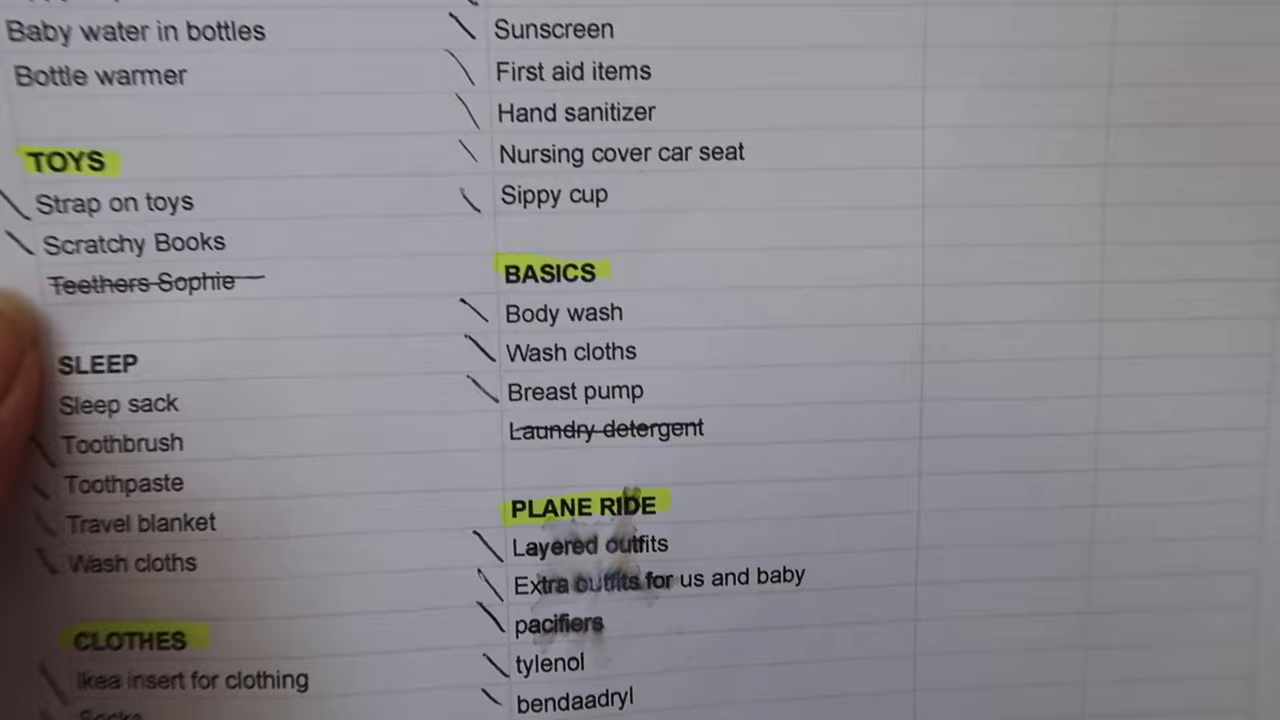 Baby water in bottles
Bottle warmer
TOYS
Strap on toys
Scratchy Books
Teethers Sophie
SLEEP
Sleep sack
Toothbrush
Toothpaste
Travel blanket
Wash cloths
CLOTHES
Ikea insert for clothing
Socks
Sunscreen
First aid items
Hand sanitizer
Nursing cover car seat
Sippy cup
BASICS
Body wash
Wash cloths
Breast pump
Laundry detergent
PLANE RIDE
Layered outfits
Extra outfits for us and baby
pacifiers
tylenol
bendaadryl